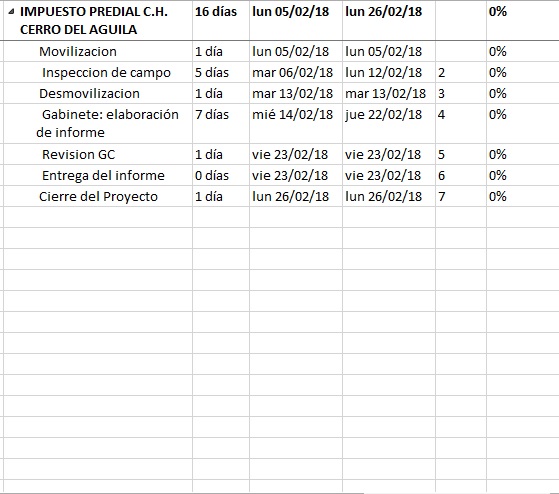 IMPUESTO PREDIAL C.H. CERRO DEL AGUILA 16 días lun 05/02/18 lun 26/02/18 0%
Movilizacion 1 día lun 05/02/18 lun 05/02/18 0%
Inspeccion de campo 5 días mar 06/02/18 lun 12/02/18 2 0%
Desmovilizacion 1 día mar 13/02/18 mar 13/02/18 3 0%
Gabinete: elaboración de informe 7 días mié 14/02/18 jue 22/02/18 4 0%
Revision GC 1 día vie 23/02/18 vie 23/02/18 5 0%
Entrega del informe 0 días vie 23/02/18 vie 23/02/18 6 0%
Cierre del Proyecto 1 día lun 26/02/18 lun 26/02/18 7 0%